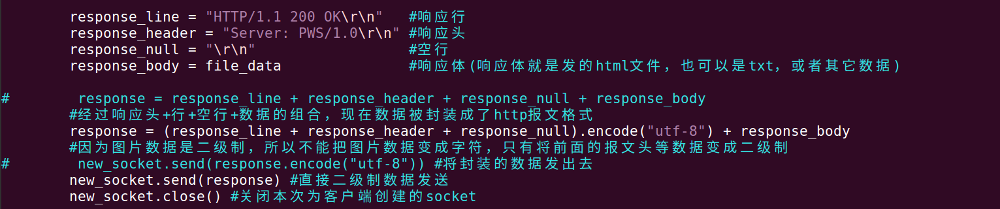 response_line = "HTTP/1.1 200 OK\r\n"   #响应行
response_header = "Server: PWS/1.0\r\n" #响应头
response_null = "\r\n"                  #空行
response_body = file_data               #响应体(响应体就是发的html文件，也可以是txt，或者其它数据)
#        response = response_line + response_header + response_null + response_body
#经过响应头+行+空行+数据的组合，现在数据被封装成了http报文格式
response = (response_line + response_header + response_null).encode("utf-8") + response_body
#因为图片数据是二级制，所以不能把图片数据变成字符，只有将前面的报文头等数据变成二级制
#        new_socket.send(response.encode("utf-8")) #将封装的数据发出去
new_socket.send(response) #直接二级制数据发送
new_socket.close() #关闭本次为客户端创建的socket